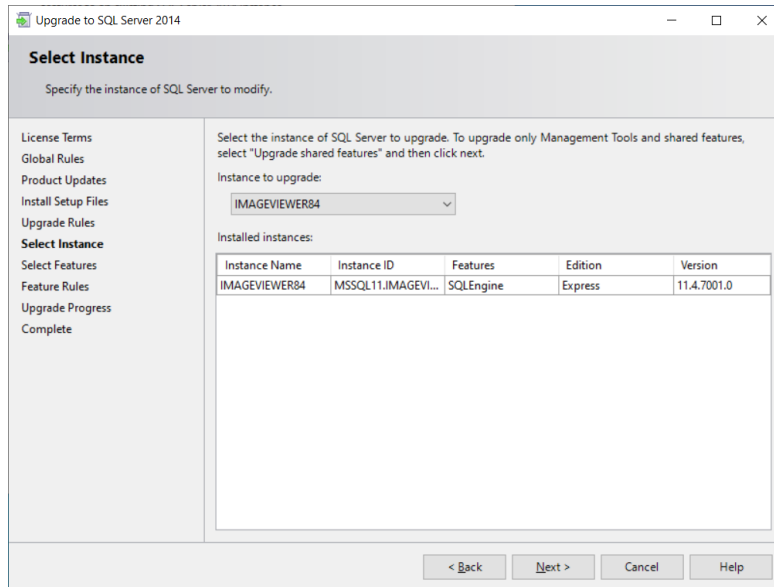 Upgrade to SQL Server 2014
Select Instance
Specify the instance of SQL Server to modify.
License Terms
Global Rules
Product Updates
Install Setup Files
Upgrade Rules
Select Instance
Select Features
Feature Rules
Upgrade Progress
Complete
Select the instance of SQL Server to upgrade. To upgrade only Management Tools and shared features,
select "Upgrade shared features" and then click next.
Instance to upgrade:
IMAGEVIEWER84
Installed instances:
Instance Name Instance ID Features Edition Version
IMAGEVIEWER84 MSSQL11.IMAGEVI... SQLEngine Express 11.4.7001.0
< Back Next > Cancel Help